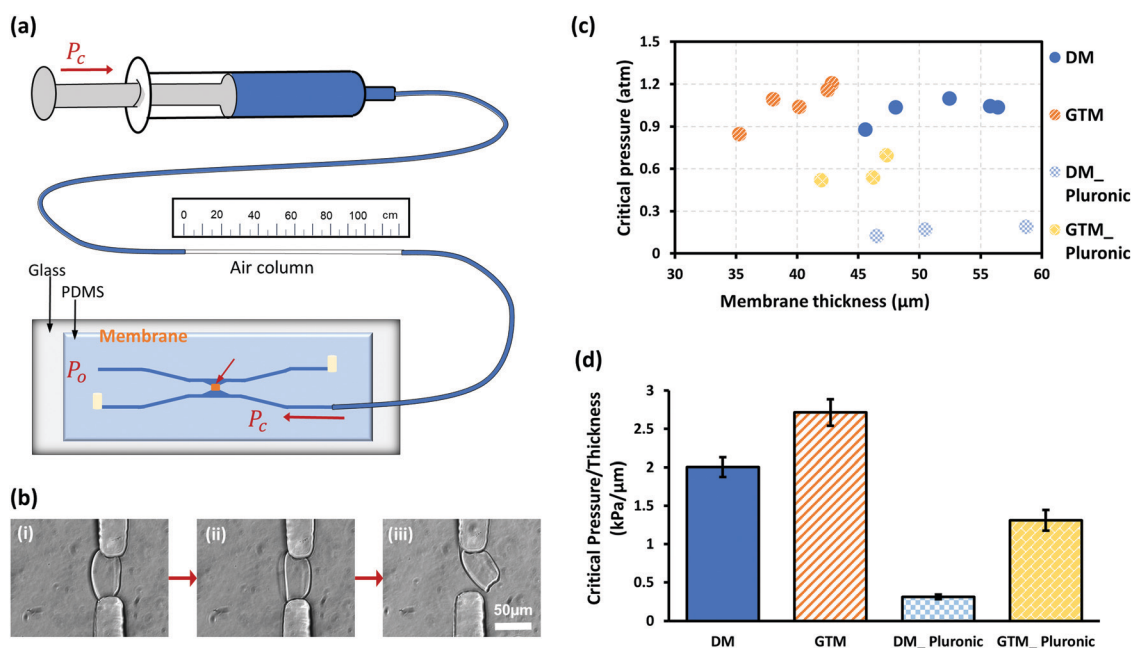 (a)
P_c
0 20 40 60 80 100 cm
Air column
Glass
PDMS
Membrane
P_o
P_c
(b)
(i)
(ii)
(iii)
50μm
(c)
Critical pressure (atm)
1.5
1.2
0.9
0.6
0.3
0
30 35 40 45 50 55 60
Membrane thickness (μm)
DM
GTM
DM_
Pluronic
GTM_
Pluronic
(d)
Critical Pressure/Thickness
(kPa/μm)
3
2.5
2
1.5
1
0.5
0
DM GTM DM_ Pluronic GTM_ Pluronic